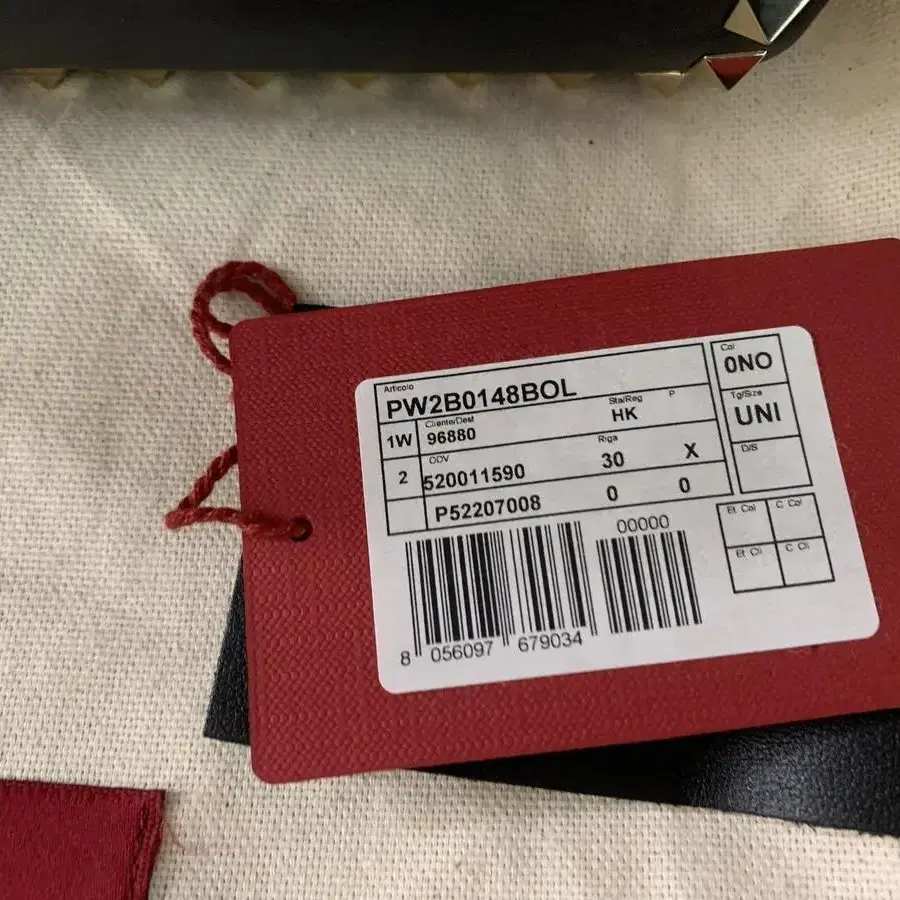 Articolo
PW2B0148BOL
Col
0NO
1W
Cliente/Dest
96880
Sta/Reg
HK
P
Tg/Size
UNI
2
ODV
520011590
Riga
30
X
D/S
P52207008
0
0
00000
Et Col
C Col
Et Cli
C Cli
8 056097 679034